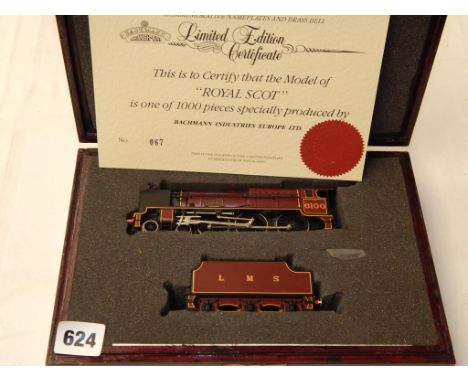 COMMEMORATIVE NAMEPLATES AND BRASS BELL
BACHMANN
Limited Edition
Certificate
This is to Certify that the Model of
"ROYAL SCOT"
is one of 1000 pieces specially produced by
BACHMANN INDUSTRIES EUROPE LTD.
No. 067
6100
L M S
624